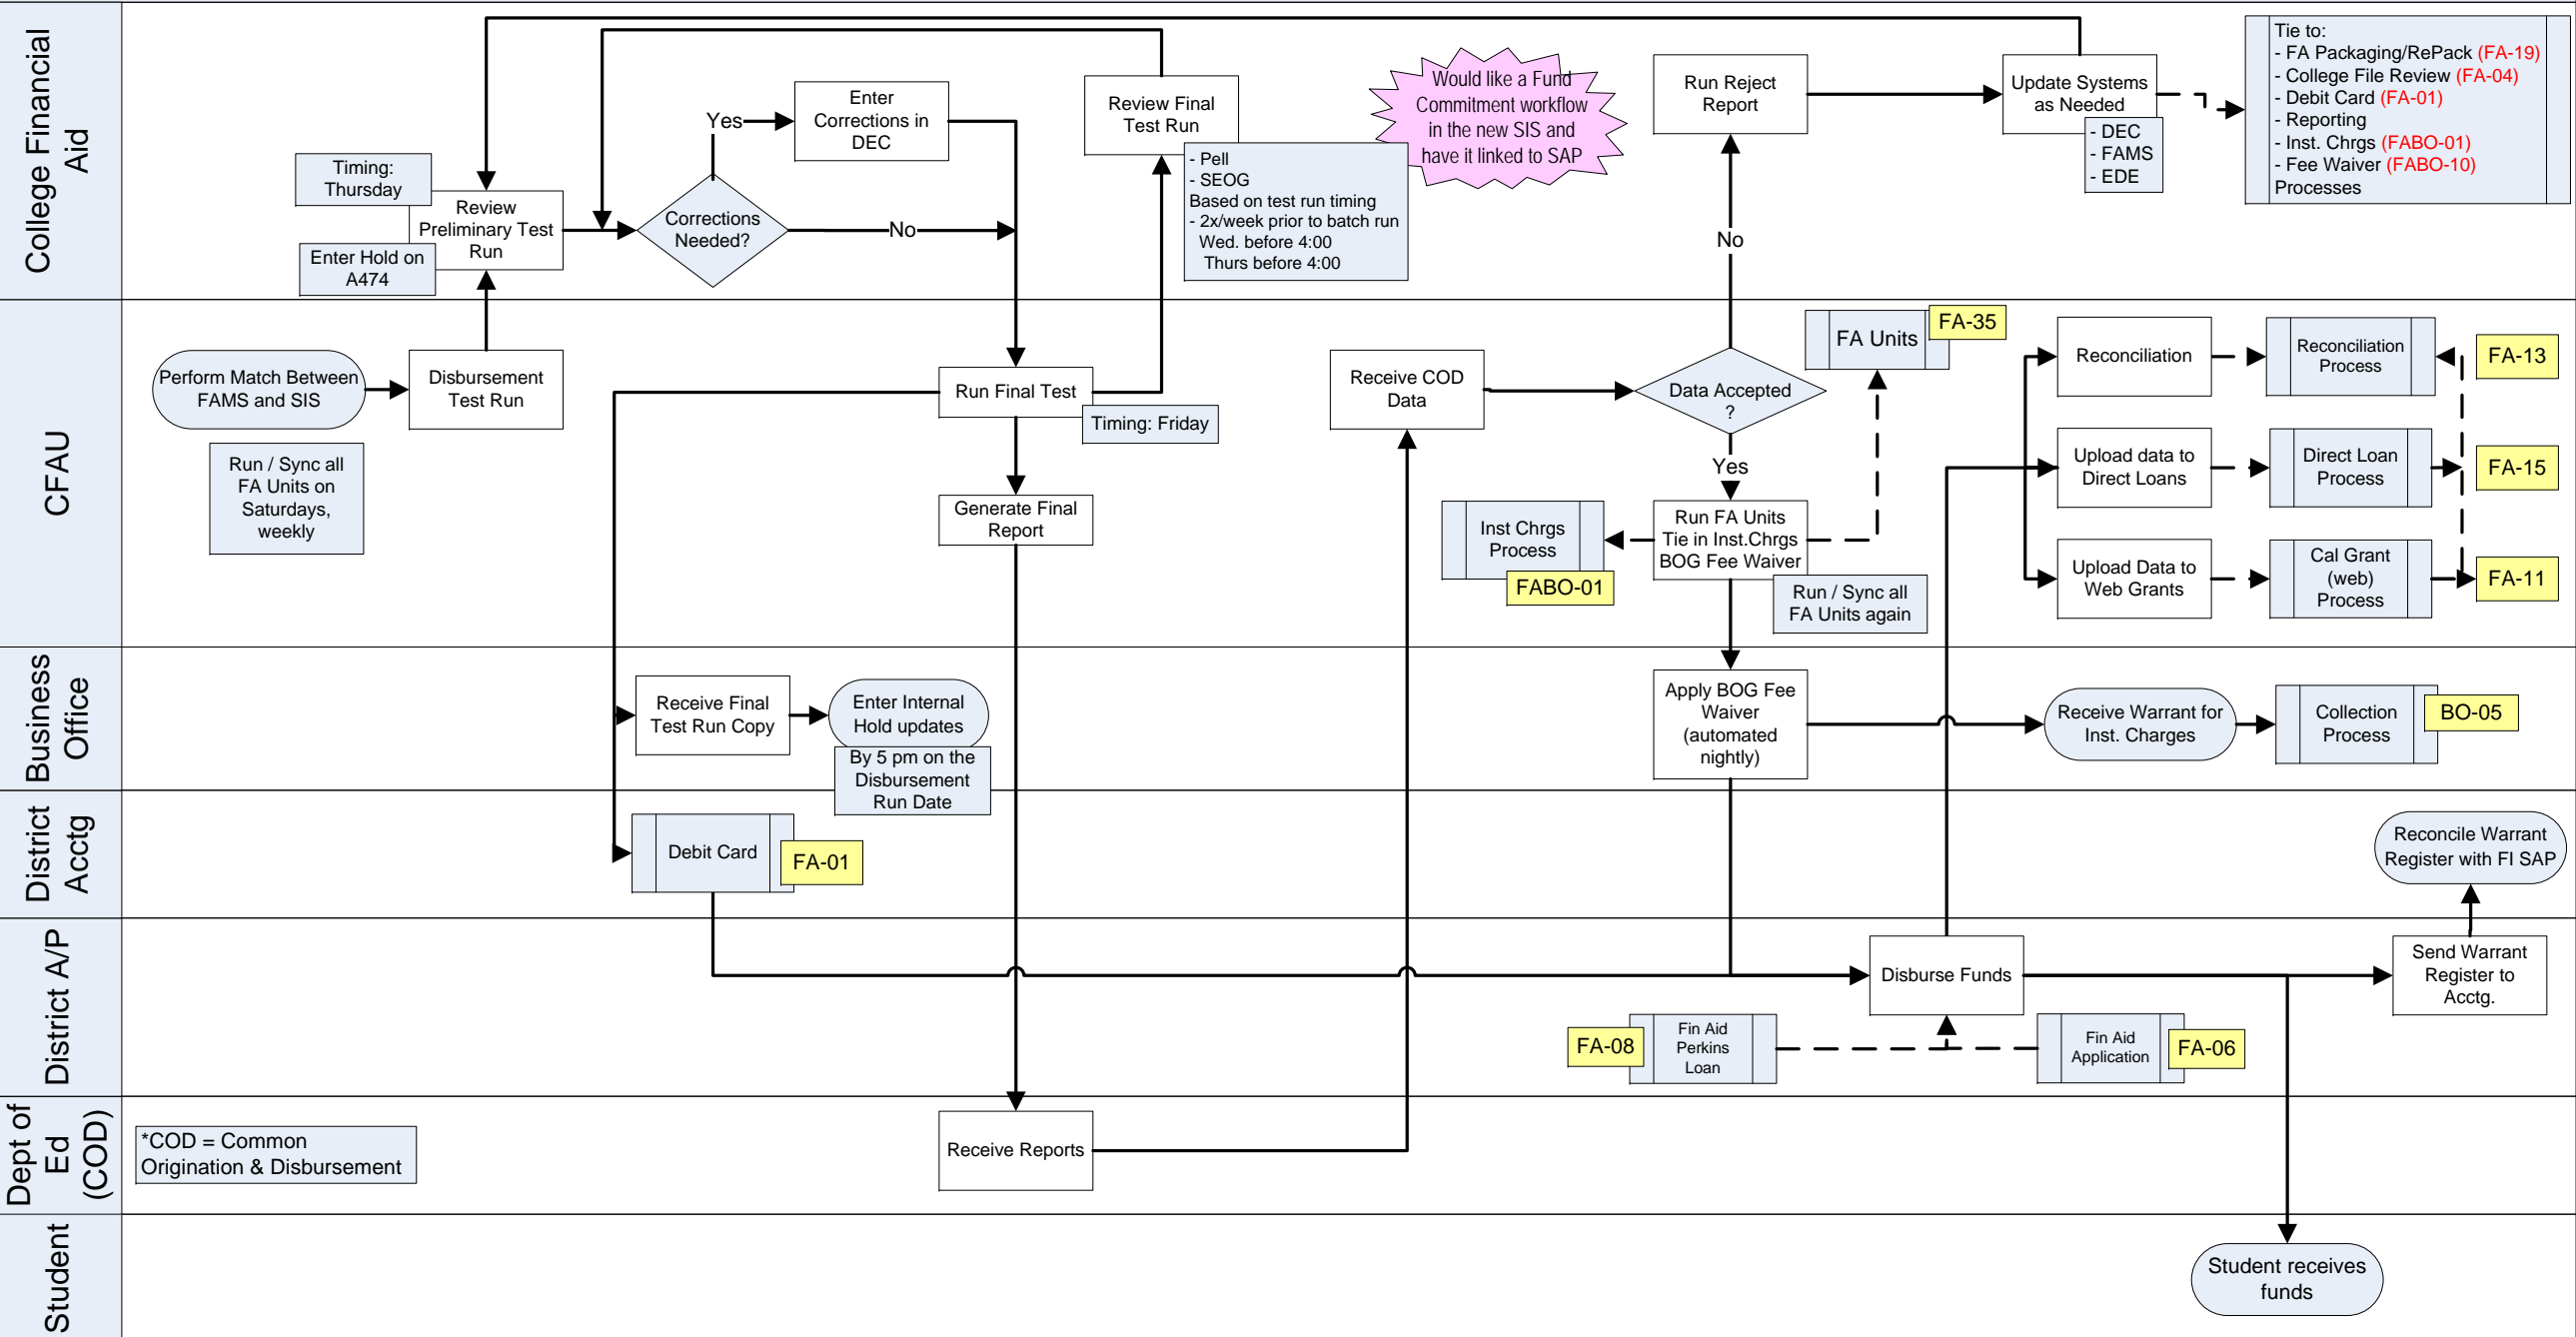 College Financial
Aid
Timing:
Thursday
Review
Preliminary Test
Run
Enter Hold on
A474
Corrections
Needed?
Yes
No
Enter
Corrections in
DEC
Review Final
Test Run
- Pell
- SEOG
Based on test run timing
- 2x/week prior to batch run
Wed. before 4:00
Thurs before 4:00
Would like a Fund
Commitment workflow
in the new SIS and
have it linked to SAP
Run Reject
Report
No
Update Systems
as Needed
- DEC
- FAMS
- EDE
Tie to:
- FA Packaging/RePack (FA-19)
- College File Review (FA-04)
- Debit Card (FA-01)
- Reporting
- Inst. Chrgs (FABO-01)
- Fee Waiver (FABO-10)
Processes
CFAU
Perform Match Between
FAMS and SIS
Run / Sync all
FA Units on
Saturdays,
weekly
Disbursement
Test Run
Run Final Test
Timing: Friday
Generate Final
Report
Receive COD
Data
Data Accepted
?
Yes
FA Units
FA-35
Inst Chrgs
Process
FABO-01
Run FA Units
Tie in Inst.Chrgs
BOG Fee Waiver
Run / Sync all
FA Units again
Reconciliation
Reconciliation
Process
FA-13
Upload data to
Direct Loans
Direct Loan
Process
FA-15
Upload Data to
Web Grants
Cal Grant
(web)
Process
FA-11
Business
Office
Receive Final
Test Run Copy
Enter Internal
Hold updates
By 5 pm on the
Disbursement
Run Date
Apply BOG Fee
Waiver
(automated
nightly)
Receive Warrant for
Inst. Charges
Collection
Process
BO-05
District
Acctg
Debit Card
FA-01
Reconcile Warrant
Register with FI SAP
District A/P
Disburse Funds
Send Warrant
Register to
Acctg.
FA-08
Fin Aid
Perkins
Loan
Fin Aid
Application
FA-06
Dept of
Ed
(COD)
*COD = Common
Origination & Disbursement
Receive Reports
Student
Student receives
funds